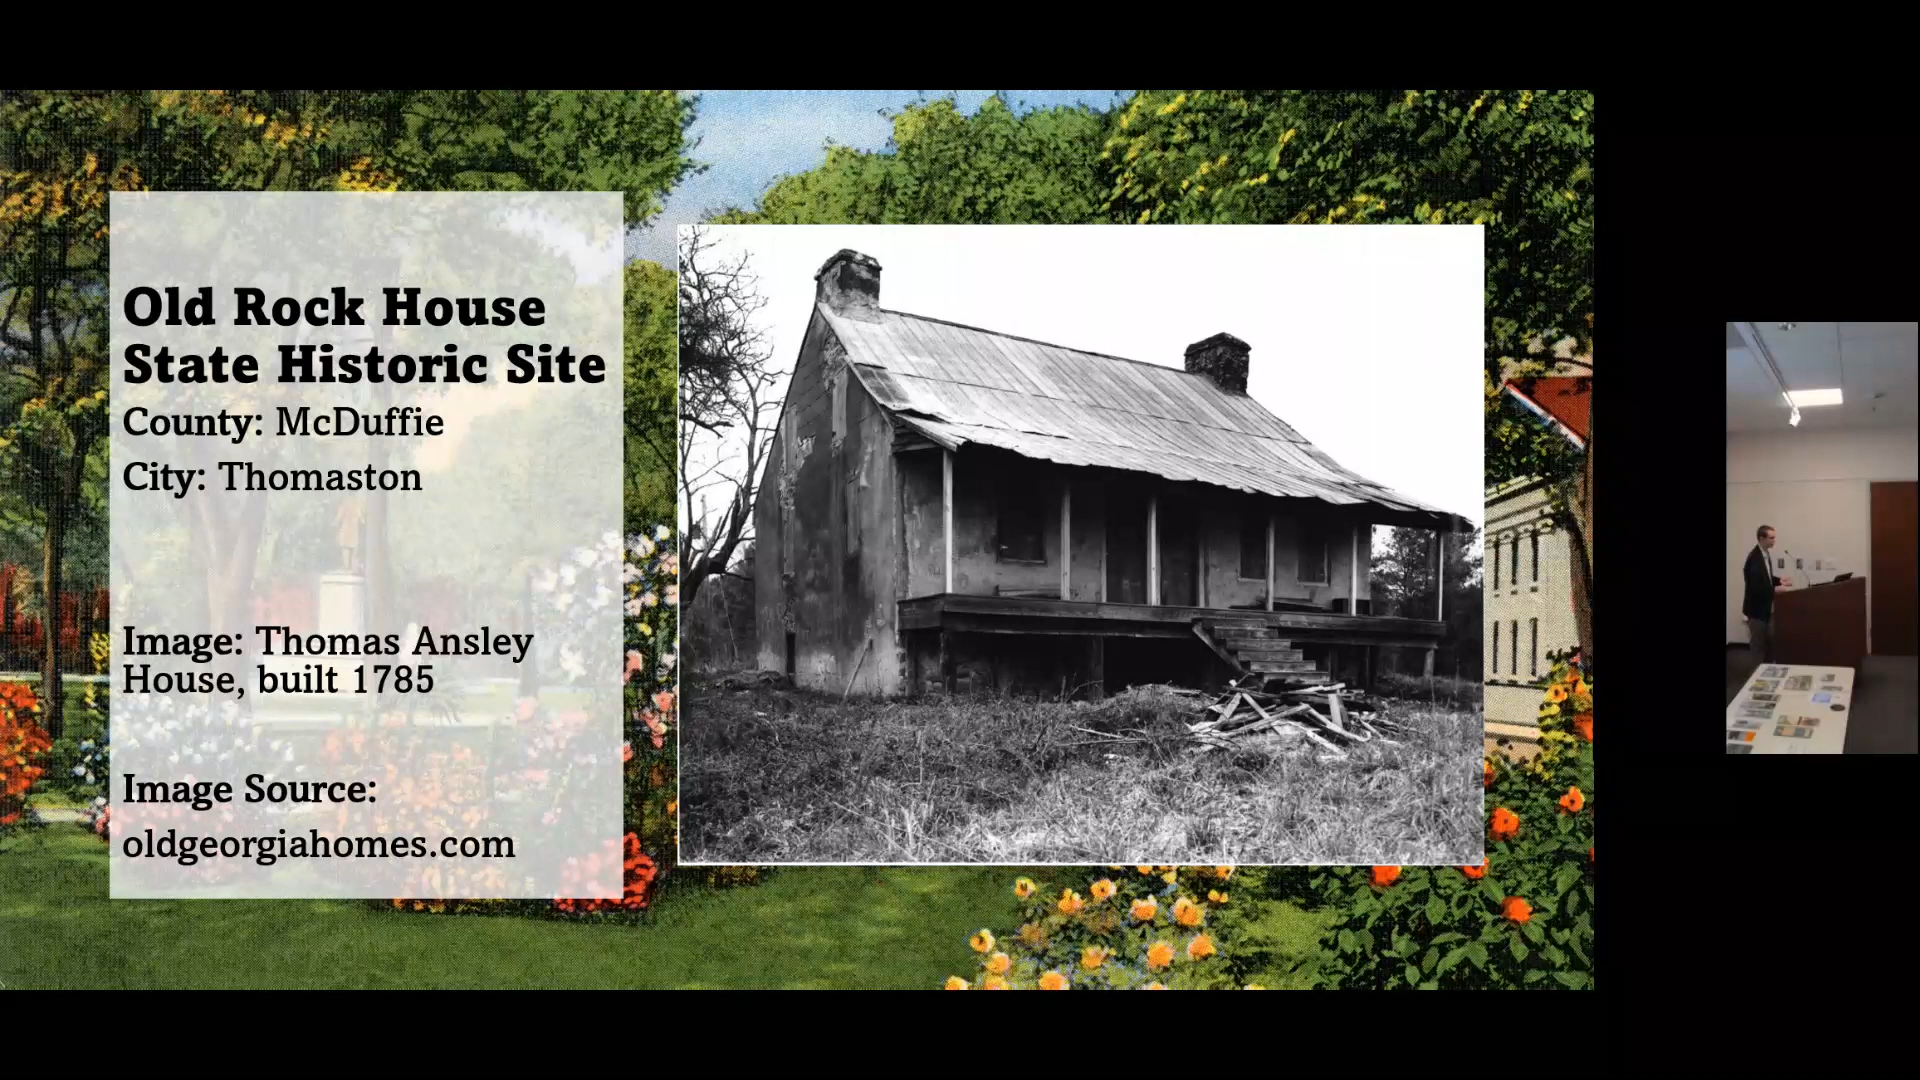 Old Rock House
State Historic Site
County: McDuffie
City: Thomaston
Image: Thomas Ansley
House, built 1785
Image Source:
oldgeorgiahomes.com